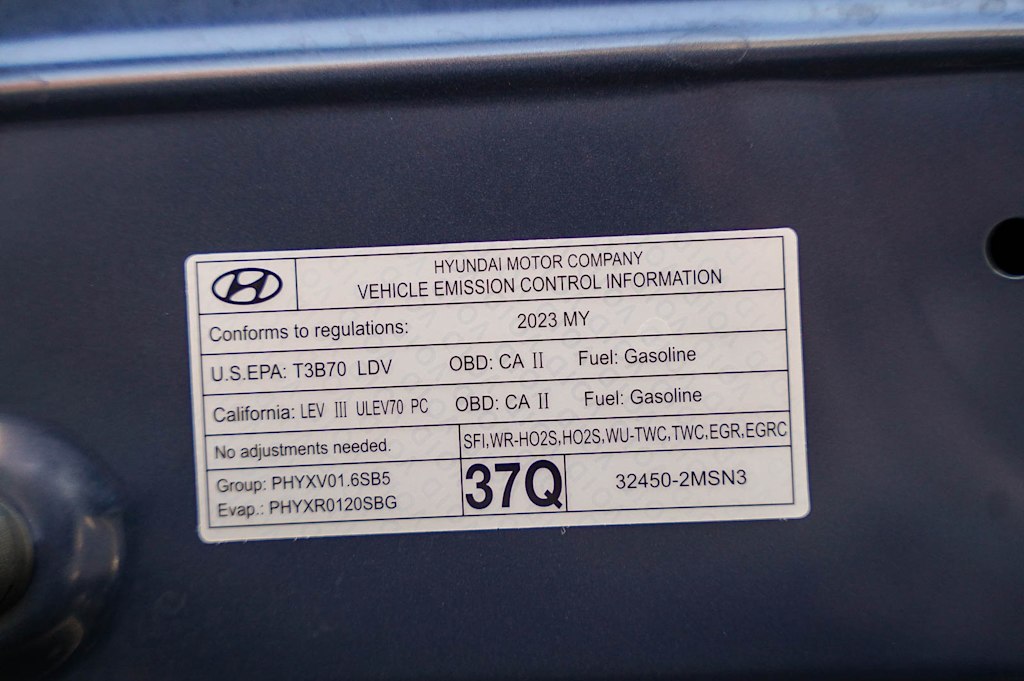 HYUNDAI MOTOR COMPANY
VEHICLE EMISSION CONTROL INFORMATION
Conforms to regulations: 2023 MY
U.S.EPA: T3B70 LDV OBD: CA II Fuel: Gasoline
California: LEV III ULEV70 PC OBD: CA II Fuel: Gasoline
No adjustments needed.
SFI,WR-HO2S,HO2S,WU-TWC,TWC,EGR,EGRC
Group: PHYXV01.6SB5
Evap.: PHYXR0120SBG
37Q
32450-2MSN3